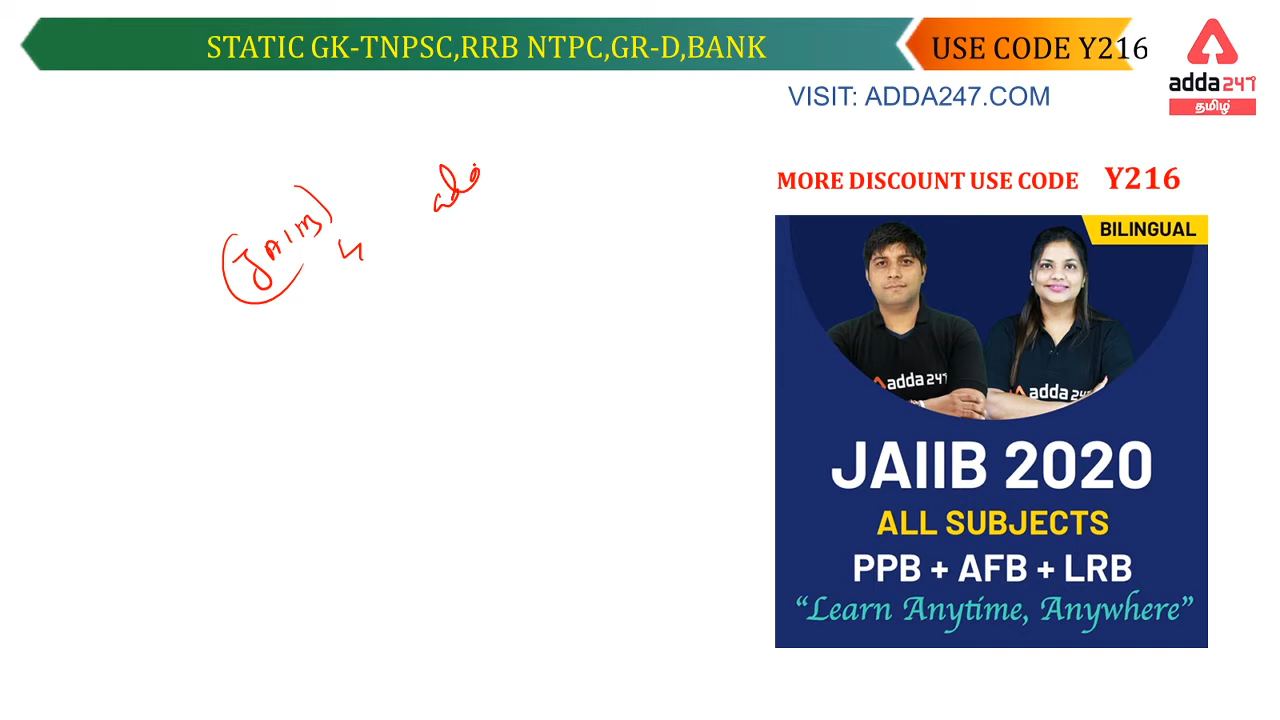 STATIC GK-TNPSC,RRB NTPC,GR-D,BANK
USE CODE Y216
adda247
தமிழ்
VISIT: ADDA247.COM
MORE DISCOUNT USE CODE Y216
BILINGUAL
adda247
adda247
JAIIB 2020
ALL SUBJECTS
PPB + AFB + LRB
“Learn Anytime, Anywhere”